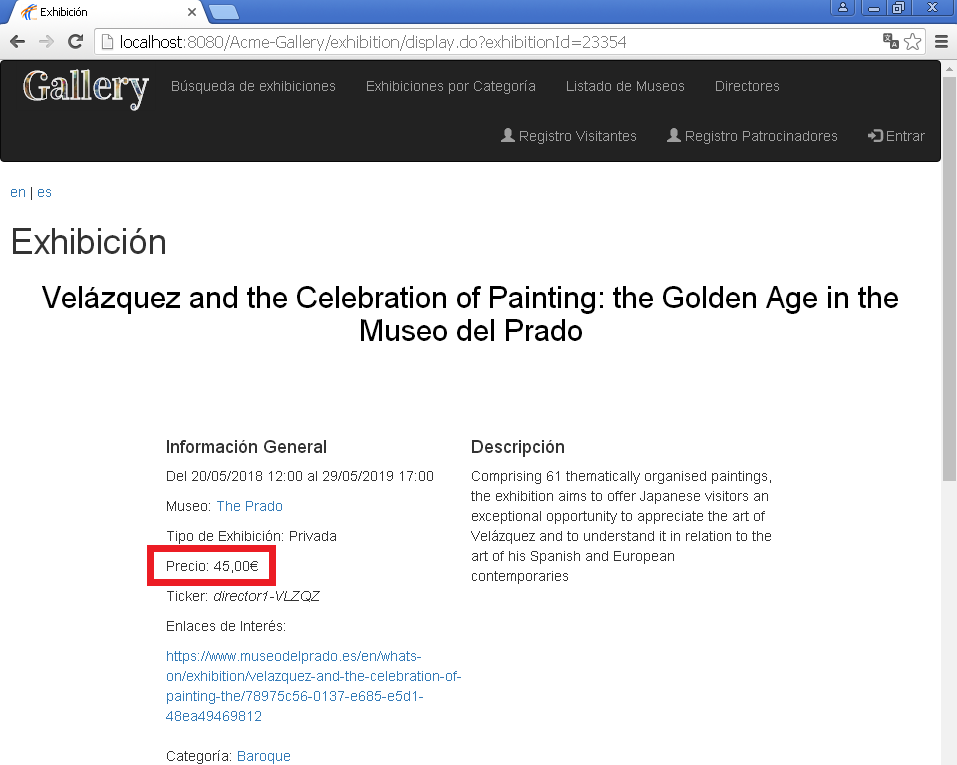 Exhibición
localhost:8080/Acme-Gallery/exhibition/display.do?exhibitionId=23354
Gallery Búsqueda de exhibiciones Exhibiciones por Categoría Listado de Museos Directores
Registro Visitantes Registro Patrocinadores Entrar
en | es
Exhibición
Velázquez and the Celebration of Painting: the Golden Age in the
Museo del Prado
Información General
Del 20/05/2018 12:00 al 29/05/2019 17:00
Museo: The Prado
Tipo de Exhibición: Privada
Precio: 45,00€
Ticker: director1-VLZQZ
Enlaces de Interés:
https://www.museodelprado.es/en/whats-
on/exhibition/velazquez-and-the-celebration-of-
painting-the/78975c56-0137-e685-e5d1-
48ea49469812
Categoría: Baroque
Descripción
Comprising 61 thematically organised paintings,
the exhibition aims to offer Japanese visitors an
exceptional opportunity to appreciate the art of
Velázquez and to understand it in relation to the
art of his Spanish and European
contemporaries